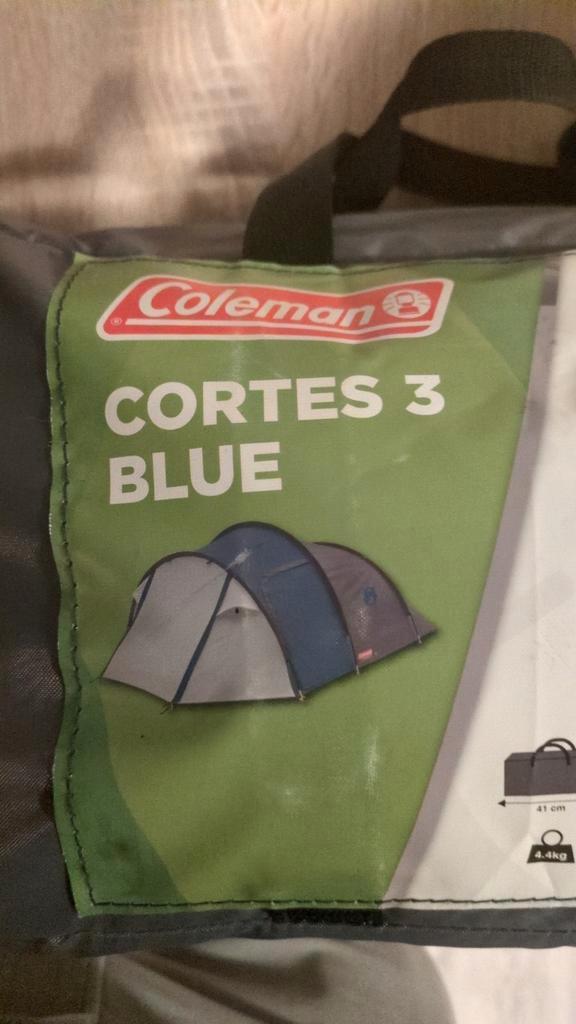 Coleman
CORTES 3
BLUE
41 cm
4.4kg